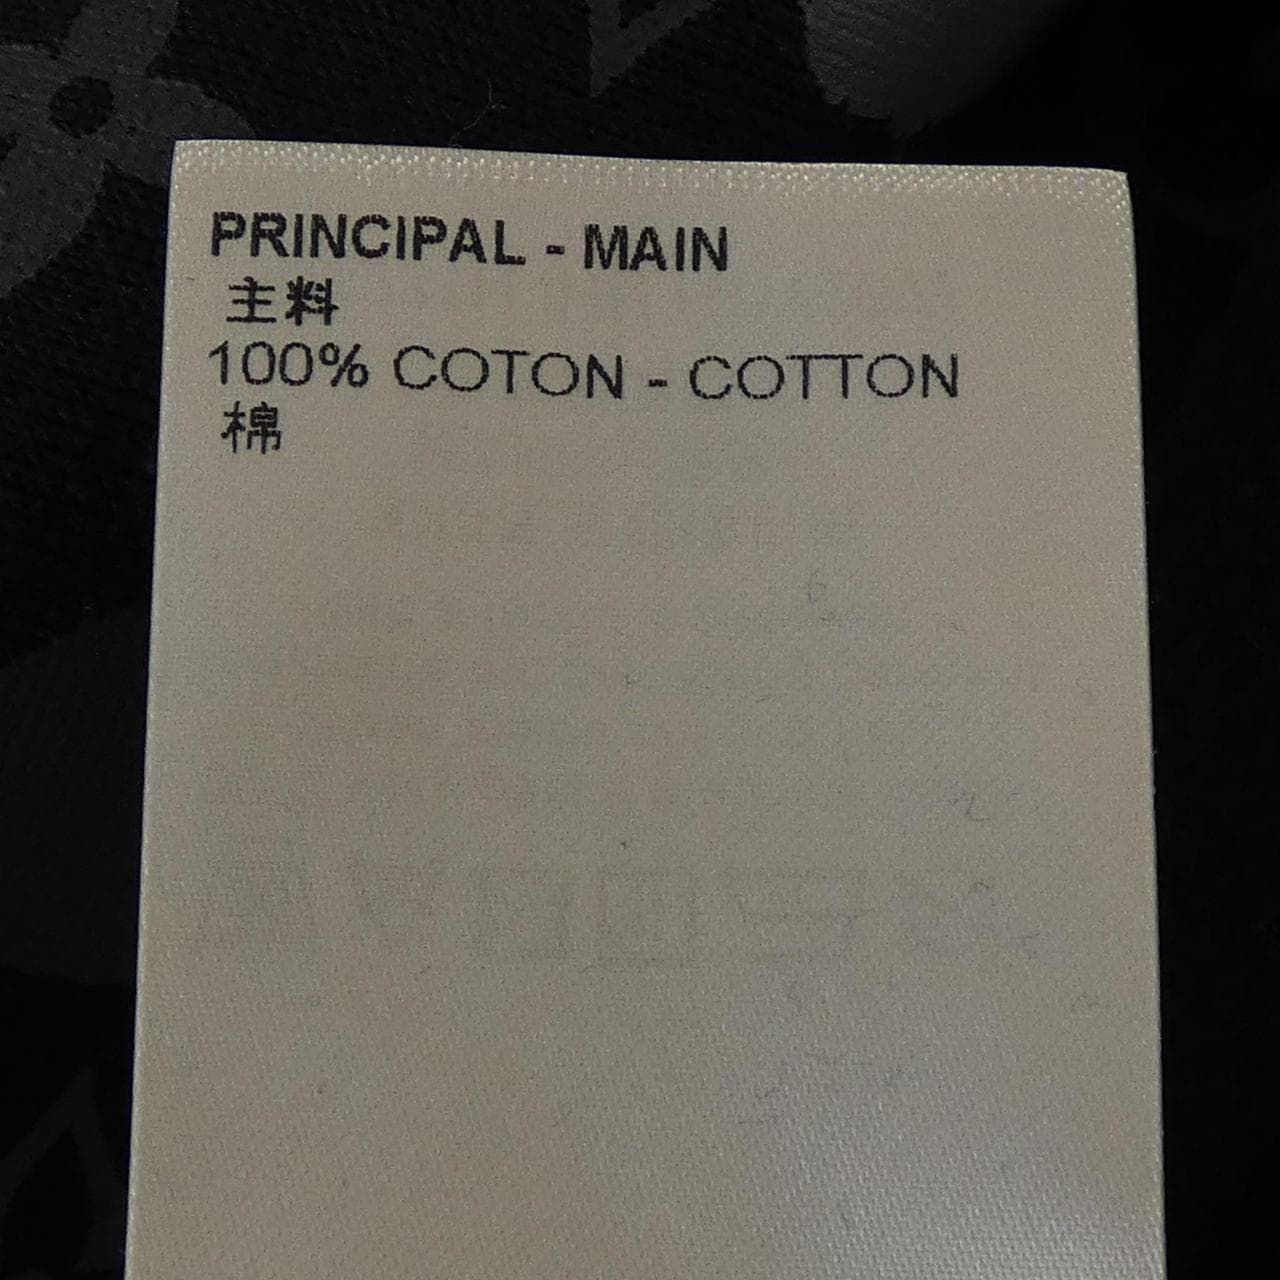 PRINCIPAL - MAIN
主料
100% COTON - COTTON
棉